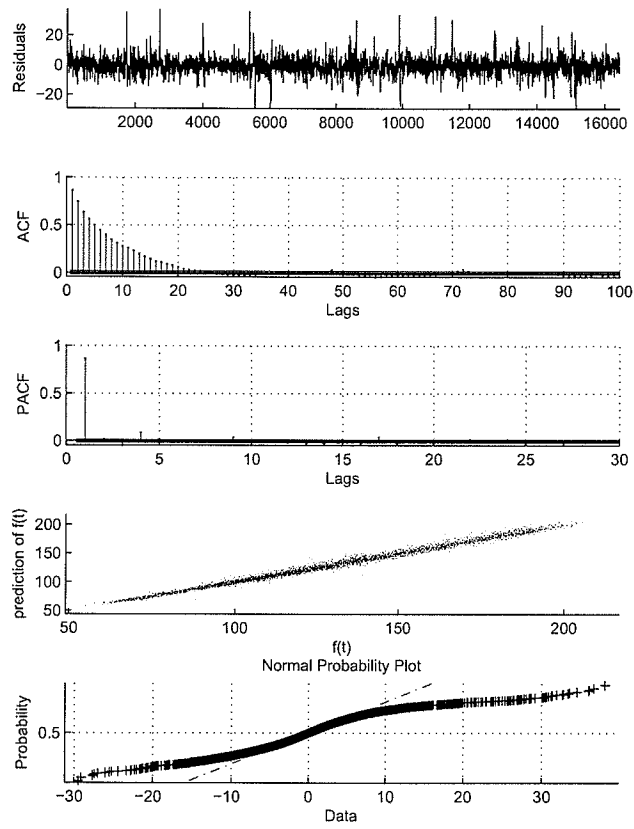 Residuals
20
0
−20
2000 4000 6000 8000 10000 12000 14000 16000
ACF
1
0.5
0
0 10 20 30 40 50 60 70 80 90 100
Lags
PACF
1
0.5
0
0 5 10 15 20 25 30
Lags
prediction of f(t)
200
150
100
50
50 100 150 200
f(t)
Normal Probability Plot
Probability
0.5
−30 −20 −10 0 10 20 30
Data